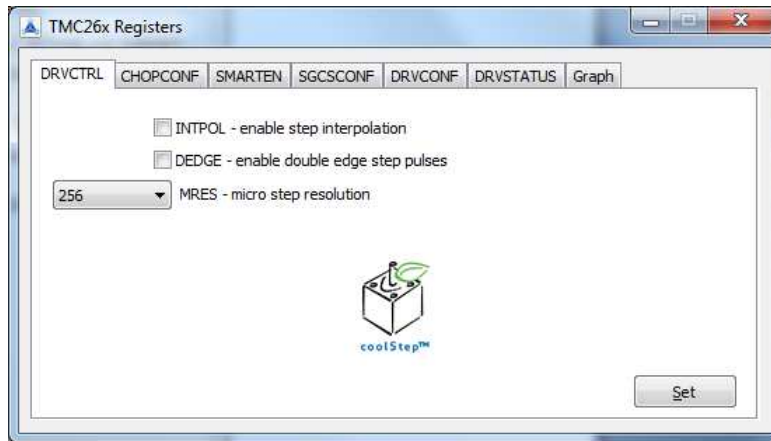 TMC26x Registers
DRVCTRL CHOPCONF SMARTEN SGCSCONF DRVCONF DRVSTATUS Graph
INTPOL - enable step interpolation
DEDGE - enable double edge step pulses
256 MRES - micro step resolution
coolStep™
Set